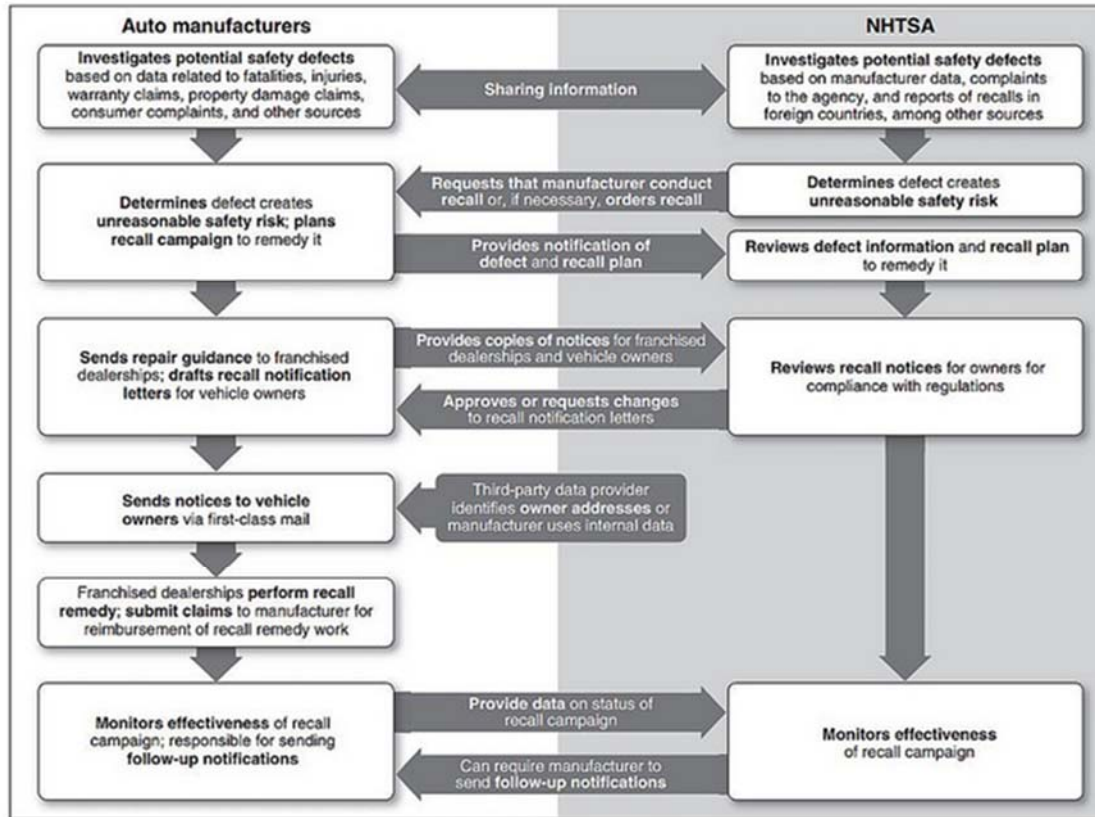 Auto manufacturers
NHTSA
Investigates potential safety defects
based on data related to fatalities, injuries,
warranty claims, property damage claims,
consumer complaints, and other sources
Sharing information
Investigates potential safety defects
based on manufacturer data, complaints
to the agency, and reports of recalls in
foreign countries, among other sources
Determines defect creates
unreasonable safety risk; plans
recall campaign to remedy it
Requests that manufacturer conduct
recall or, if necessary, orders recall
Determines defect creates
unreasonable safety risk
Provides notification of
defect and recall plan
Reviews defect information and recall plan
to remedy it
Sends repair guidance to franchised
dealerships; drafts recall notification
letters for vehicle owners
Provides copies of notices for franchised
dealerships and vehicle owners
Approves or requests changes
to recall notification letters
Reviews recall notices for owners for
compliance with regulations
Sends notices to vehicle
owners via first-class mail
Third-party data provider
identifies owner addresses or
manufacturer uses internal data
Franchised dealerships perform recall
remedy; submit claims to manufacturer for
reimbursement of recall remedy work
Monitors effectiveness of recall
campaign; responsible for sending
follow-up notifications
Provide data on status of
recall campaign
Can require manufacturer to
send follow-up notifications
Monitors effectiveness
of recall campaign